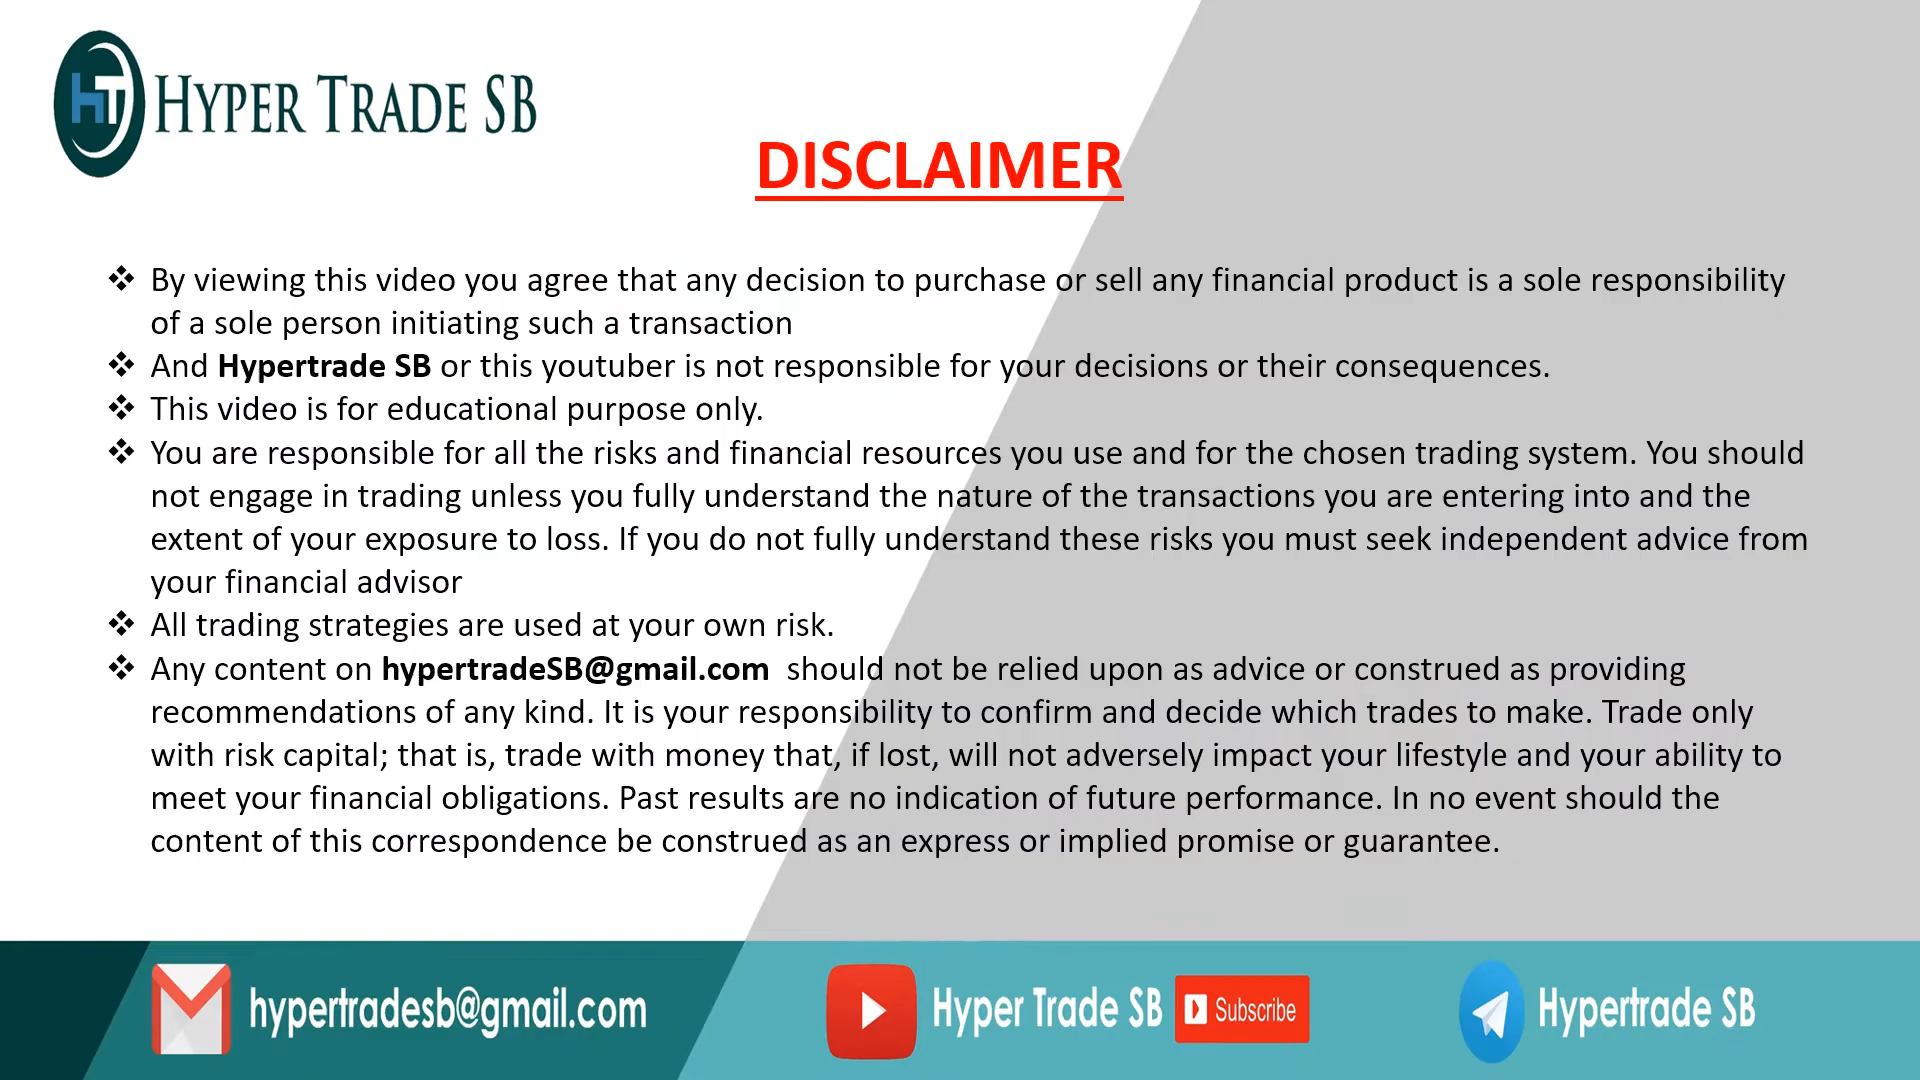 HT HYPER TRADE SB
DISCLAIMER
❖ By viewing this video you agree that any decision to purchase or sell any financial product is a sole responsibility
of a sole person initiating such a transaction
❖ And Hypertrade SB or this youtuber is not responsible for your decisions or their consequences.
❖ This video is for educational purpose only.
❖ You are responsible for all the risks and financial resources you use and for the chosen trading system. You should
not engage in trading unless you fully understand the nature of the transactions you are entering into and the
extent of your exposure to loss. If you do not fully understand these risks you must seek independent advice from
your financial advisor
❖ All trading strategies are used at your own risk.
❖ Any content on hypertradeSB@gmail.com should not be relied upon as advice or construed as providing
recommendations of any kind. It is your responsibility to confirm and decide which trades to make. Trade only
with risk capital; that is, trade with money that, if lost, will not adversely impact your lifestyle and your ability to
meet your financial obligations. Past results are no indication of future performance. In no event should the
content of this correspondence be construed as an express or implied promise or guarantee.
hypertradesb@gmail.com Hyper Trade SB Subscribe Hypertrade SB